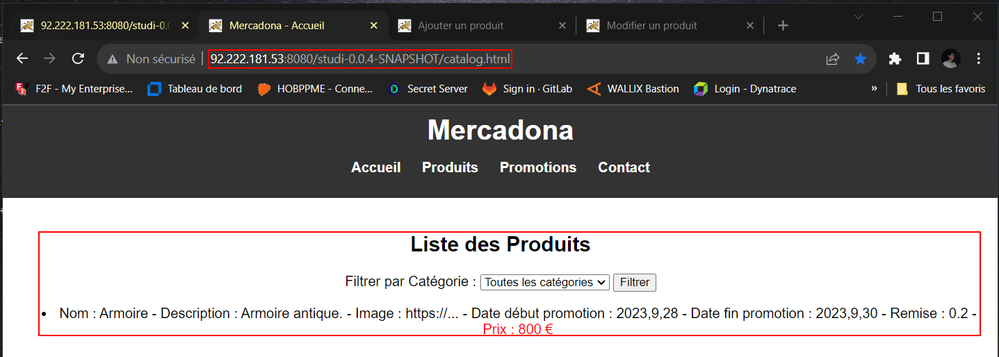 92.222.181.53:8080/studi-0.0 Mercadona - Accueil Ajouter un produit Modifier un produit
Non sécurisé 92.222.181.53:8080/studi-0.0.4-SNAPSHOT/catalog.html
F2F - My Enterprise... Tableau de bord HOBPPME - Conne... Secret Server Sign in · GitLab WALLIX Bastion Login - Dynatrace » Tous les favoris
Mercadona
Accueil Produits Promotions Contact
Liste des Produits
Filtrer par Catégorie : Toutes les catégories Filtrer
• Nom : Armoire - Description : Armoire antique. - Image : https://... - Date début promotion : 2023,9,28 - Date fin promotion : 2023,9,30 - Remise : 0.2 -
Prix : 800 €